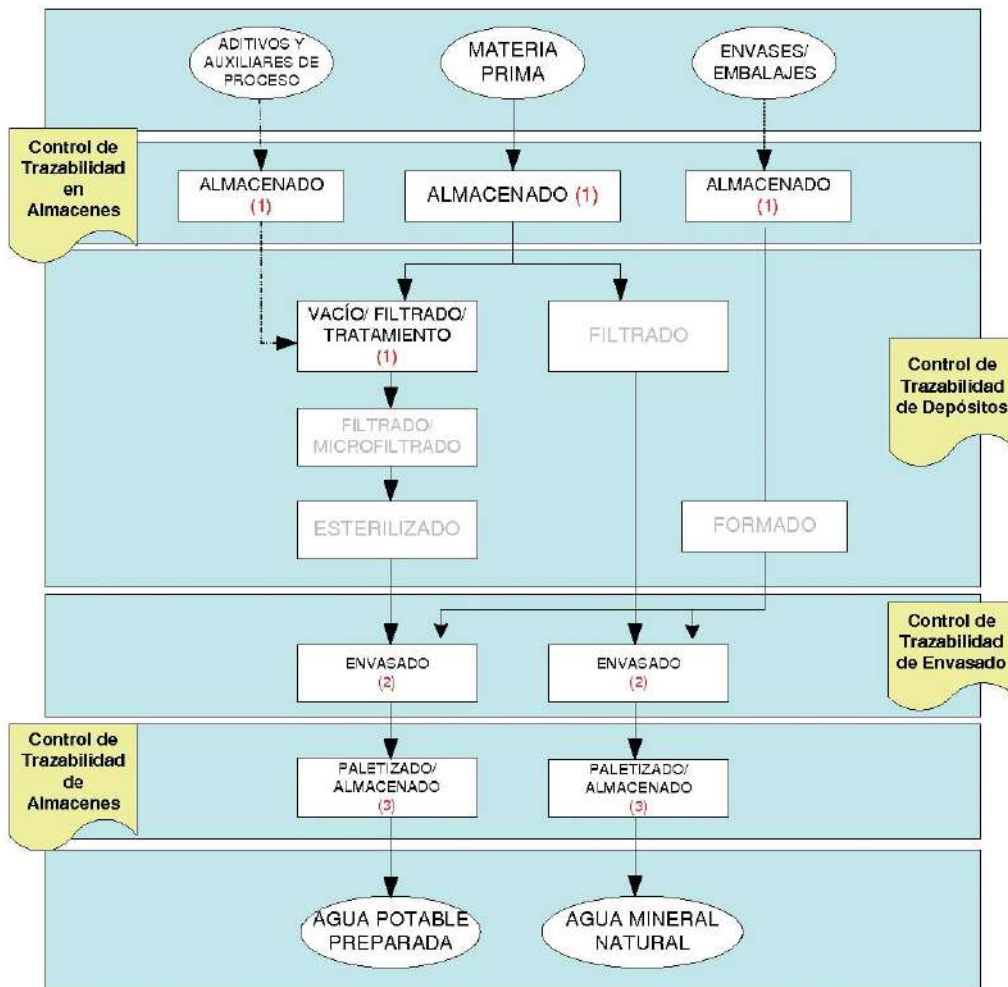 ADITIVOS Y
AUXILIARES DE
PROCESO
MATERIA
PRIMA
ENVASES/
EMBALAJES
Control de
Trazabilidad
en
Almacenes
ALMACENADO
(1)
ALMACENADO (1)
ALMACENADO
(1)
VACÍO/ FILTRADO/
TRATAMIENTO
(1)
FILTRADO
Control de
Trazabilidad
de Depósitos
FILTRADO/
MICROFILTRADO
ESTERILIZADO
FORMADO
Control de
Trazabilidad
de Envasado
ENVASADO
(2)
ENVASADO
(2)
Control de
Trazabilidad
de
Almacenes
PALETIZADO/
ALMACENADO
(3)
PALETIZADO/
ALMACENADO
(3)
AGUA POTABLE
PREPARADA
AGUA MINERAL
NATURAL